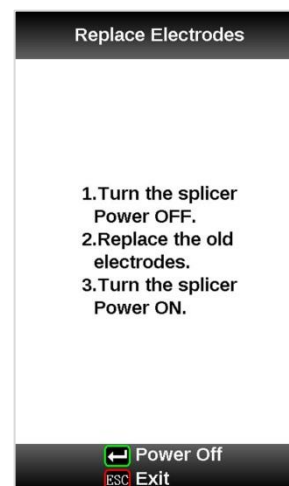 Replace Electrodes
1.Turn the splicer
Power OFF.
2.Replace the old
electrodes.
3.Turn the splicer
Power ON.
Power Off
ESC Exit